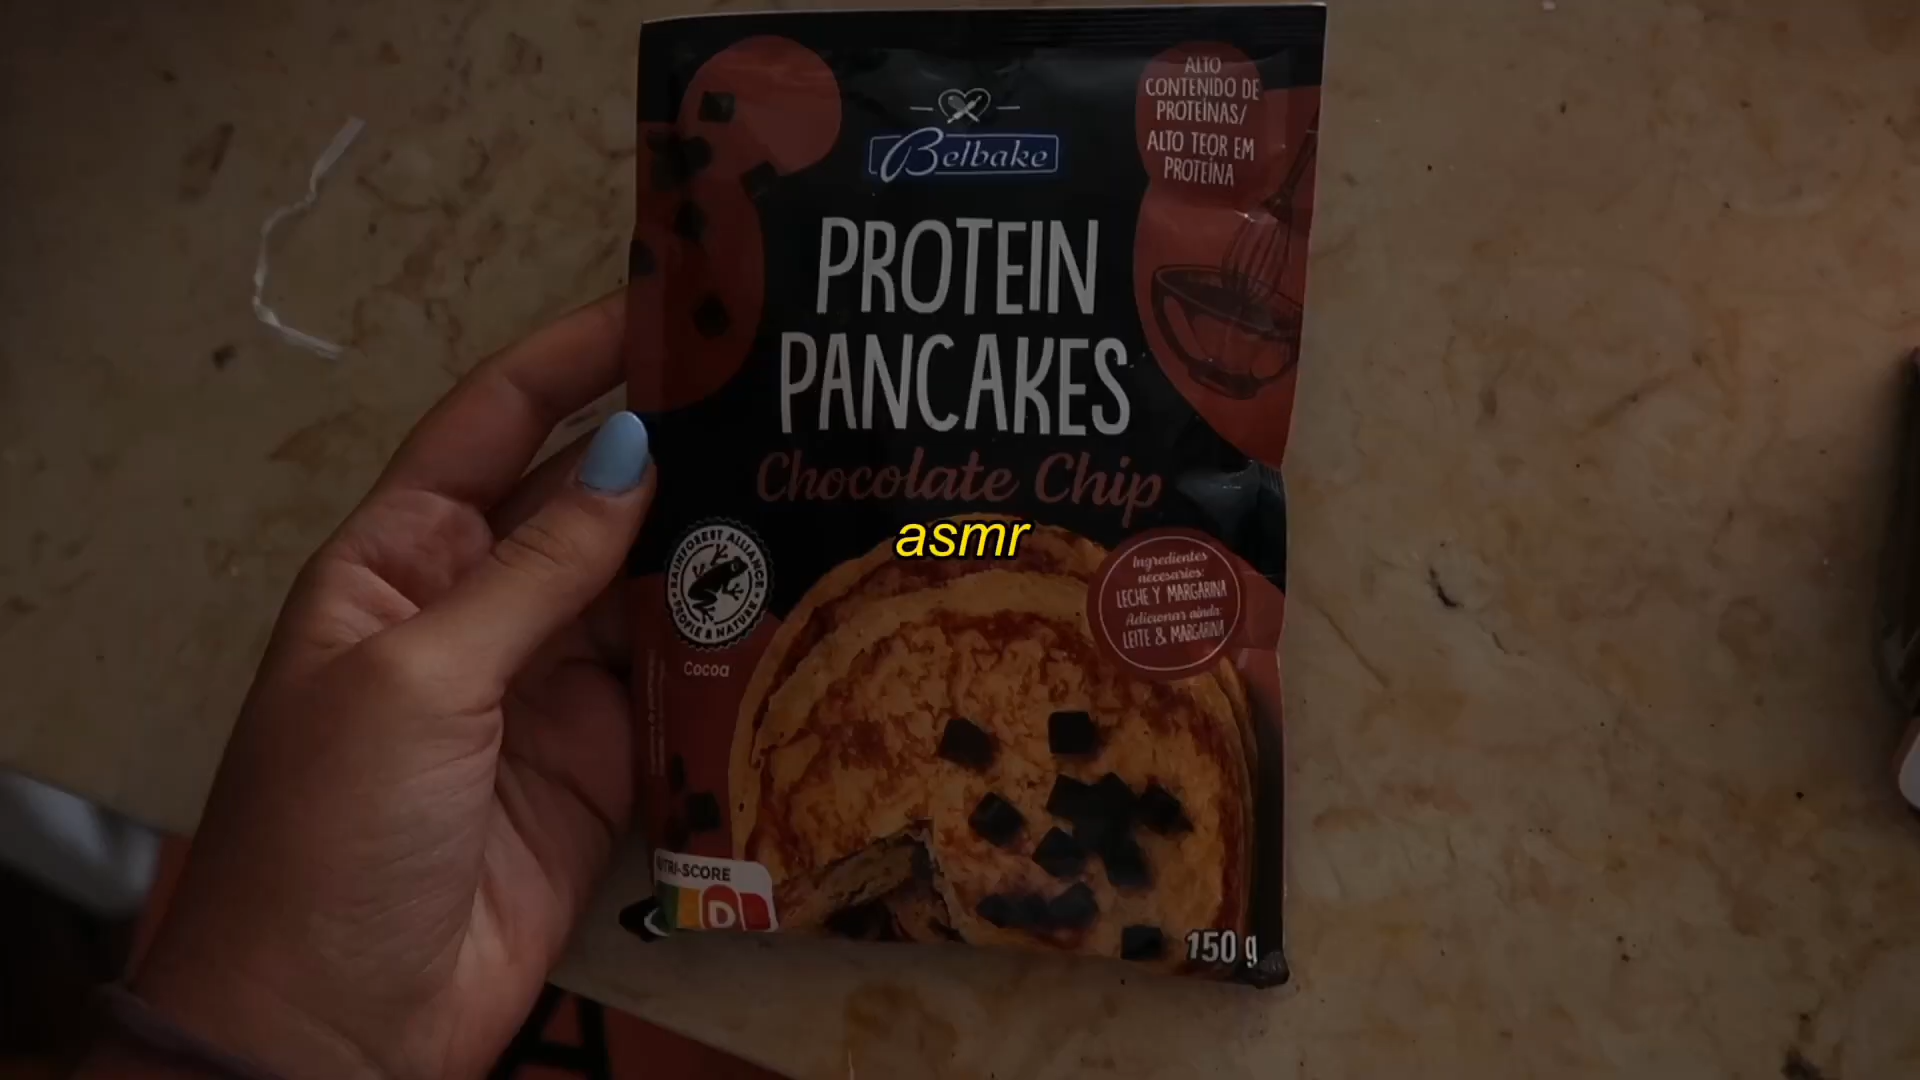 Belbake
ALTO
CONTENIDO DE
PROTEÍNAS/
ALTO TEOR EM
PROTEÍNA
PROTEIN
PANCAKES
Chocolate Chip
asmr
RAINFOREST ALLIANCE
PEOPLE & NATURE
Cocoa
Ingredientes
necesarios:
LECHE Y MARGARINA
Adicionar ainda:
LEITE & MARGARINA
NUTRI-SCORE
D
150 g